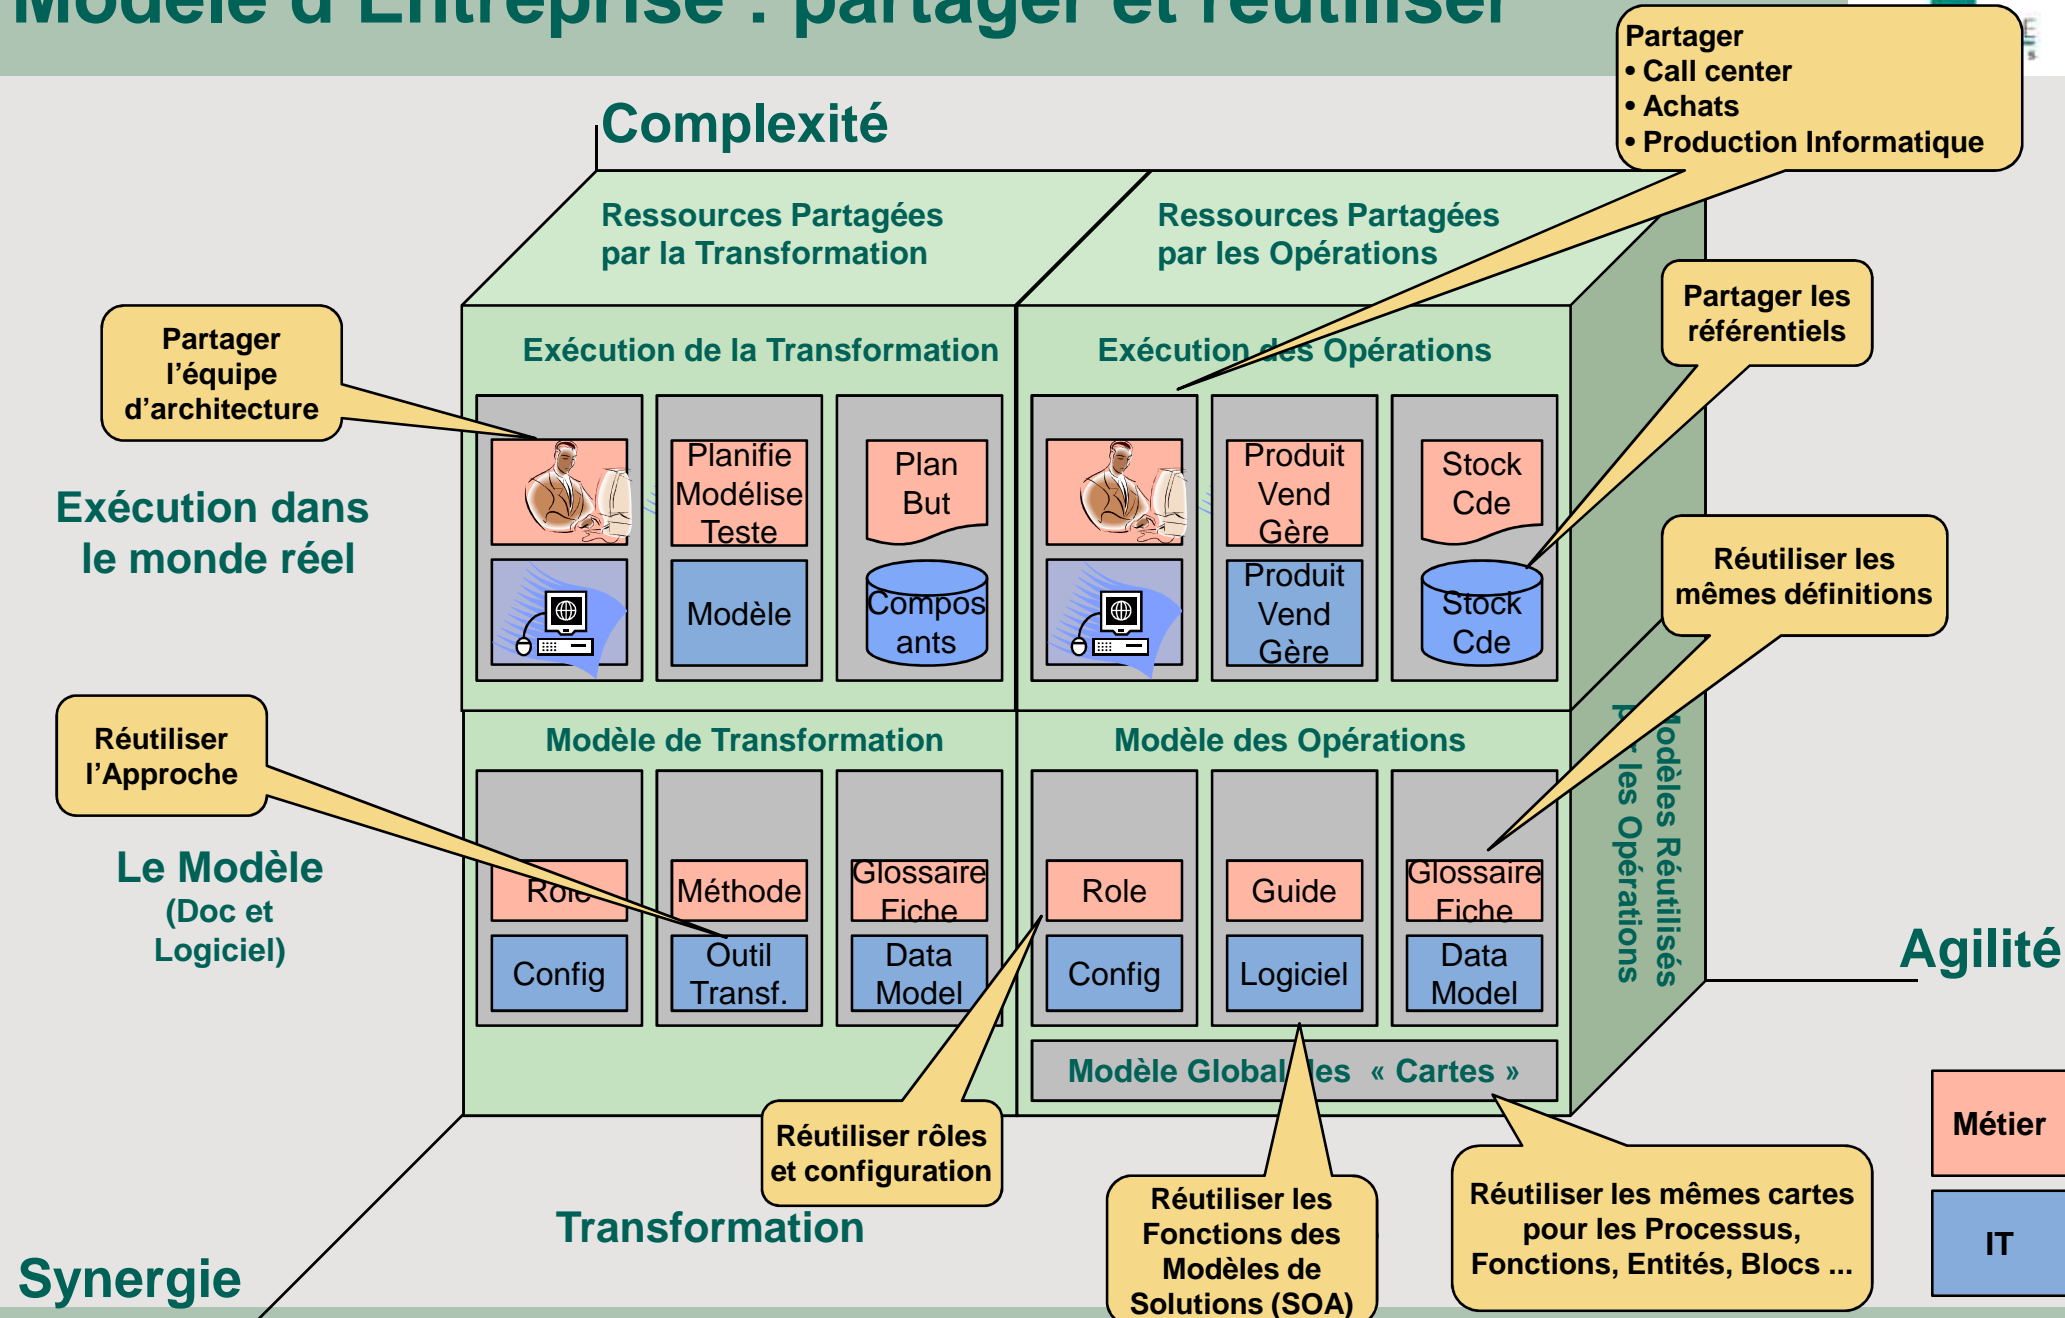 Modèle d'Entreprise : partager et réutiliser
Partager
• Call center
• Achats
• Production Informatique
Complexité
Ressources Partagées
par la Transformation
Ressources Partagées
par les Opérations
Partager les
référentiels
Partager
l’équipe
d’architecture
Exécution de la Transformation
Exécution des Opérations
Planifie
Modélise
Teste
Plan
But
Produit
Vend
Gère
Stock
Cde
Exécution dans
le monde réel
Réutiliser les
mêmes définitions
Modèle
Compos
ants
Produit
Vend
Gère
Stock
Cde
Réutiliser
l’Approche
Modèle de Transformation
Modèle des Opérations
Modèles Réutilisés
par les Opérations
Le Modèle
(Doc et
Logiciel)
Role
Méthode
Glossaire
Fiche
Role
Guide
Glossaire
Fiche
Config
Outil
Transf.
Data
Model
Config
Logiciel
Data
Model
Agilité
Modèle Global des « Cartes »
Métier
Réutiliser rôles
et configuration
Réutiliser les
Fonctions des
Modèles de
Solutions (SOA)
Réutiliser les mêmes cartes
pour les Processus,
Fonctions, Entités, Blocs ...
IT
Transformation
Synergie